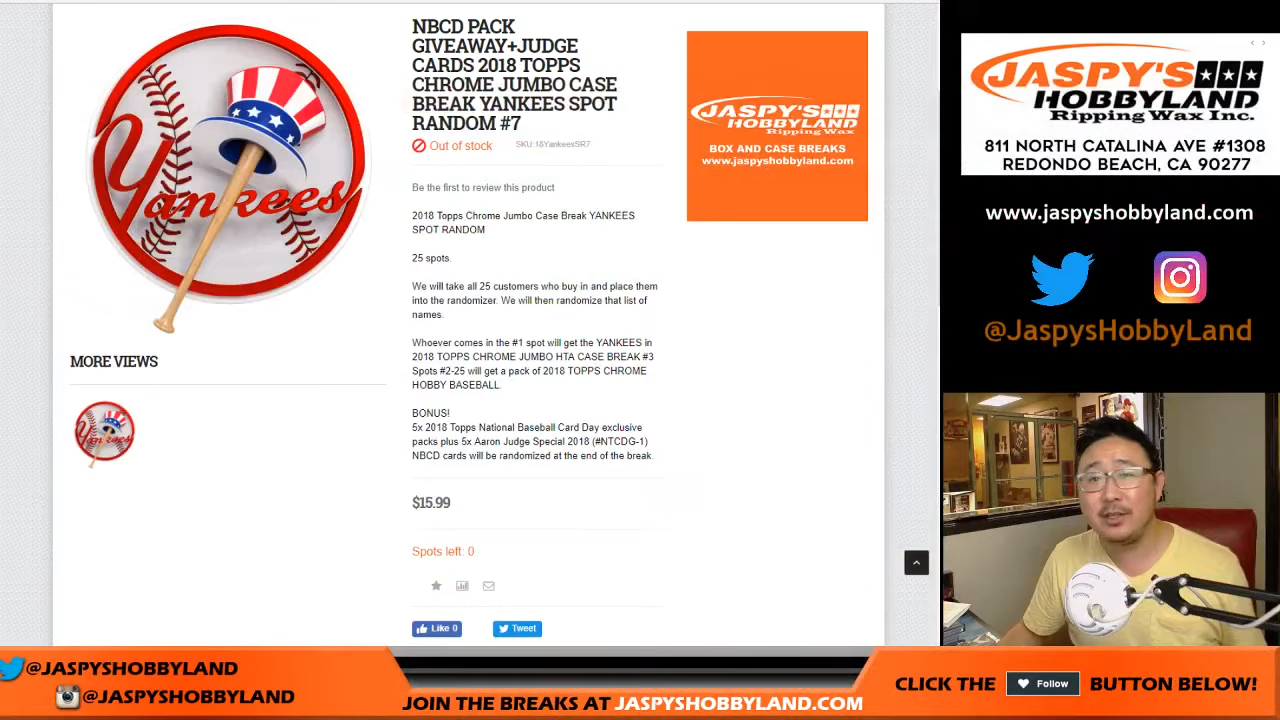 Yankees
NBCD PACK
GIVEAWAY+JUDGE
CARDS 2018 TOPPS
CHROME JUMBO CASE
BREAK YANKEES SPOT
RANDOM #7
Out of stock
SKU:18YankeesSR7
Be the first to review this product
2018 Topps Chrome Jumbo Case Break YANKEES
SPOT RANDOM
25 spots.
We will take all 25 customers who buy in and place them
into the randomizer. We will then randomize that list of
names.
Whoever comes in the #1 spot will get the YANKEES in
2018 TOPPS CHROME JUMBO HTA CASE BREAK #3
Spots #2-25 will get a pack of 2018 TOPPS CHROME
HOBBY BASEBALL.
BONUS!
5x 2018 Topps National Baseball Card Day exclusive
packs plus 5x Aaron Judge Special 2018 (#NTCDG-1)
NBCD cards will be randomized at the end of the break.
$15.99
Spots left: 0
Like 0
Tweet
MORE VIEWS
Yankees
JASPY'S
HOBBYLAND
Ripping Wax
BOX AND CASE BREAKS
www.jaspyshobbyland.com
JASPY'S
HOBBYLAND
Ripping Wax Inc.
811 NORTH CATALINA AVE #1308
REDONDO BEACH, CA 90277
www.jaspyshobbyland.com
@JaspysHobbyLand
@JASPYSHOBBYLAND
@JASPYSHOBBYLAND
JOIN THE BREAKS AT JASPYSHOBBYLAND.COM
CLICK THE Follow BUTTON BELOW!